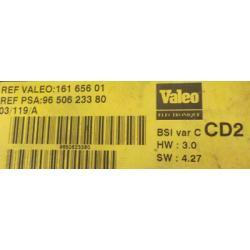 REF VALEO:161 656 01
REF PSA:96 506 233 80
03/119/A
Valeo
ELECTRONIQUE
BSI var C CD2
HW : 3.0
SW : 4.27
9650623380